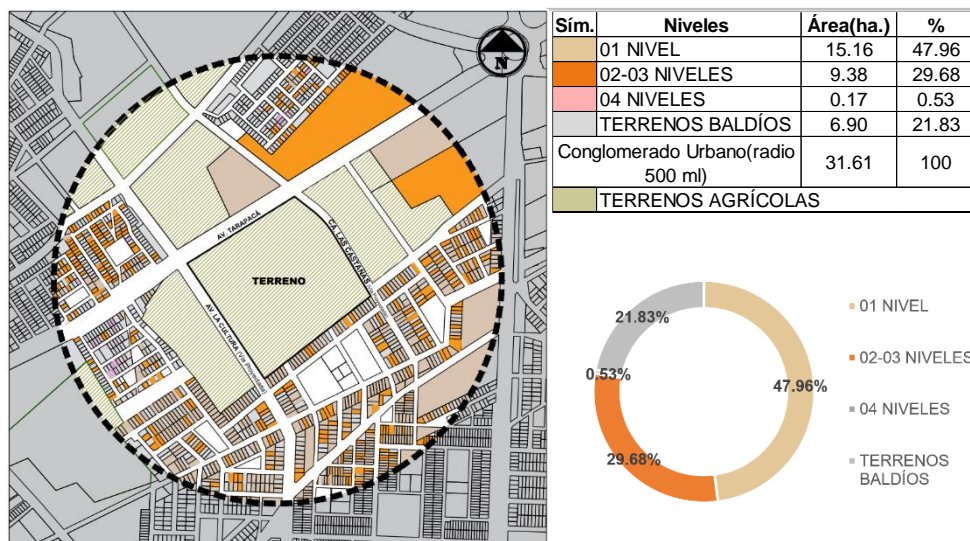 N
AV. TARAPACÁ
CA. LAS CASTAÑAS
TERRENO
AV. LA CULTURA (Vía Proyectada)
Sím. Niveles Área(ha.) %
01 NIVEL 15.16 47.96
02-03 NIVELES 9.38 29.68
04 NIVELES 0.17 0.53
TERRENOS BALDÍOS 6.90 21.83
Conglomerado Urbano(radio 31.61 100
500 ml)
TERRENOS AGRÍCOLAS
21.83%
0.53%
47.96%
29.68%
01 NIVEL
02-03 NIVELES
04 NIVELES
TERRENOS
BALDÍOS